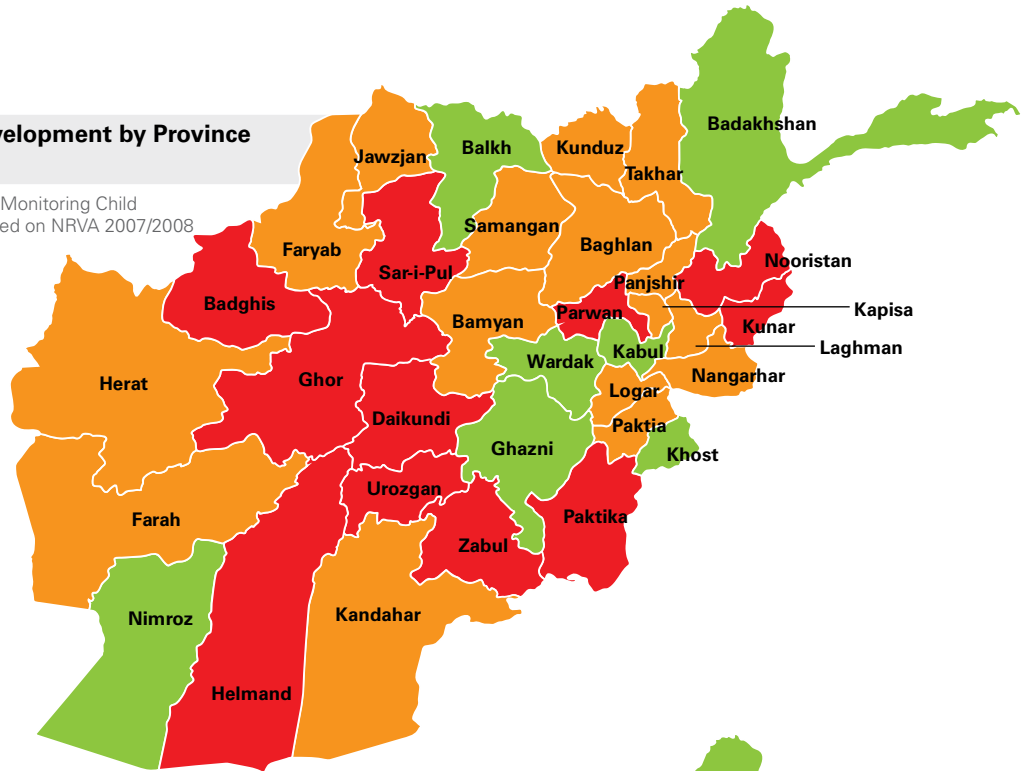 velopment by Province
Monitoring Child
ed on NRVA 2007/2008
Badakhshan
Jawzjan
Balkh
Kunduz
Takhar
Samangan
Faryab
Baghlan
Nooristan
Sar-i-Pul
Panjshir
Badghis
Parwan
Kapisa
Bamyan
Kunar
Laghman
Kabul
Wardak
Nangarhar
Herat
Ghor
Logar
Daikundi
Paktia
Ghazni
Khost
Urozgan
Farah
Paktika
Zabul
Nimroz
Kandahar
Helmand